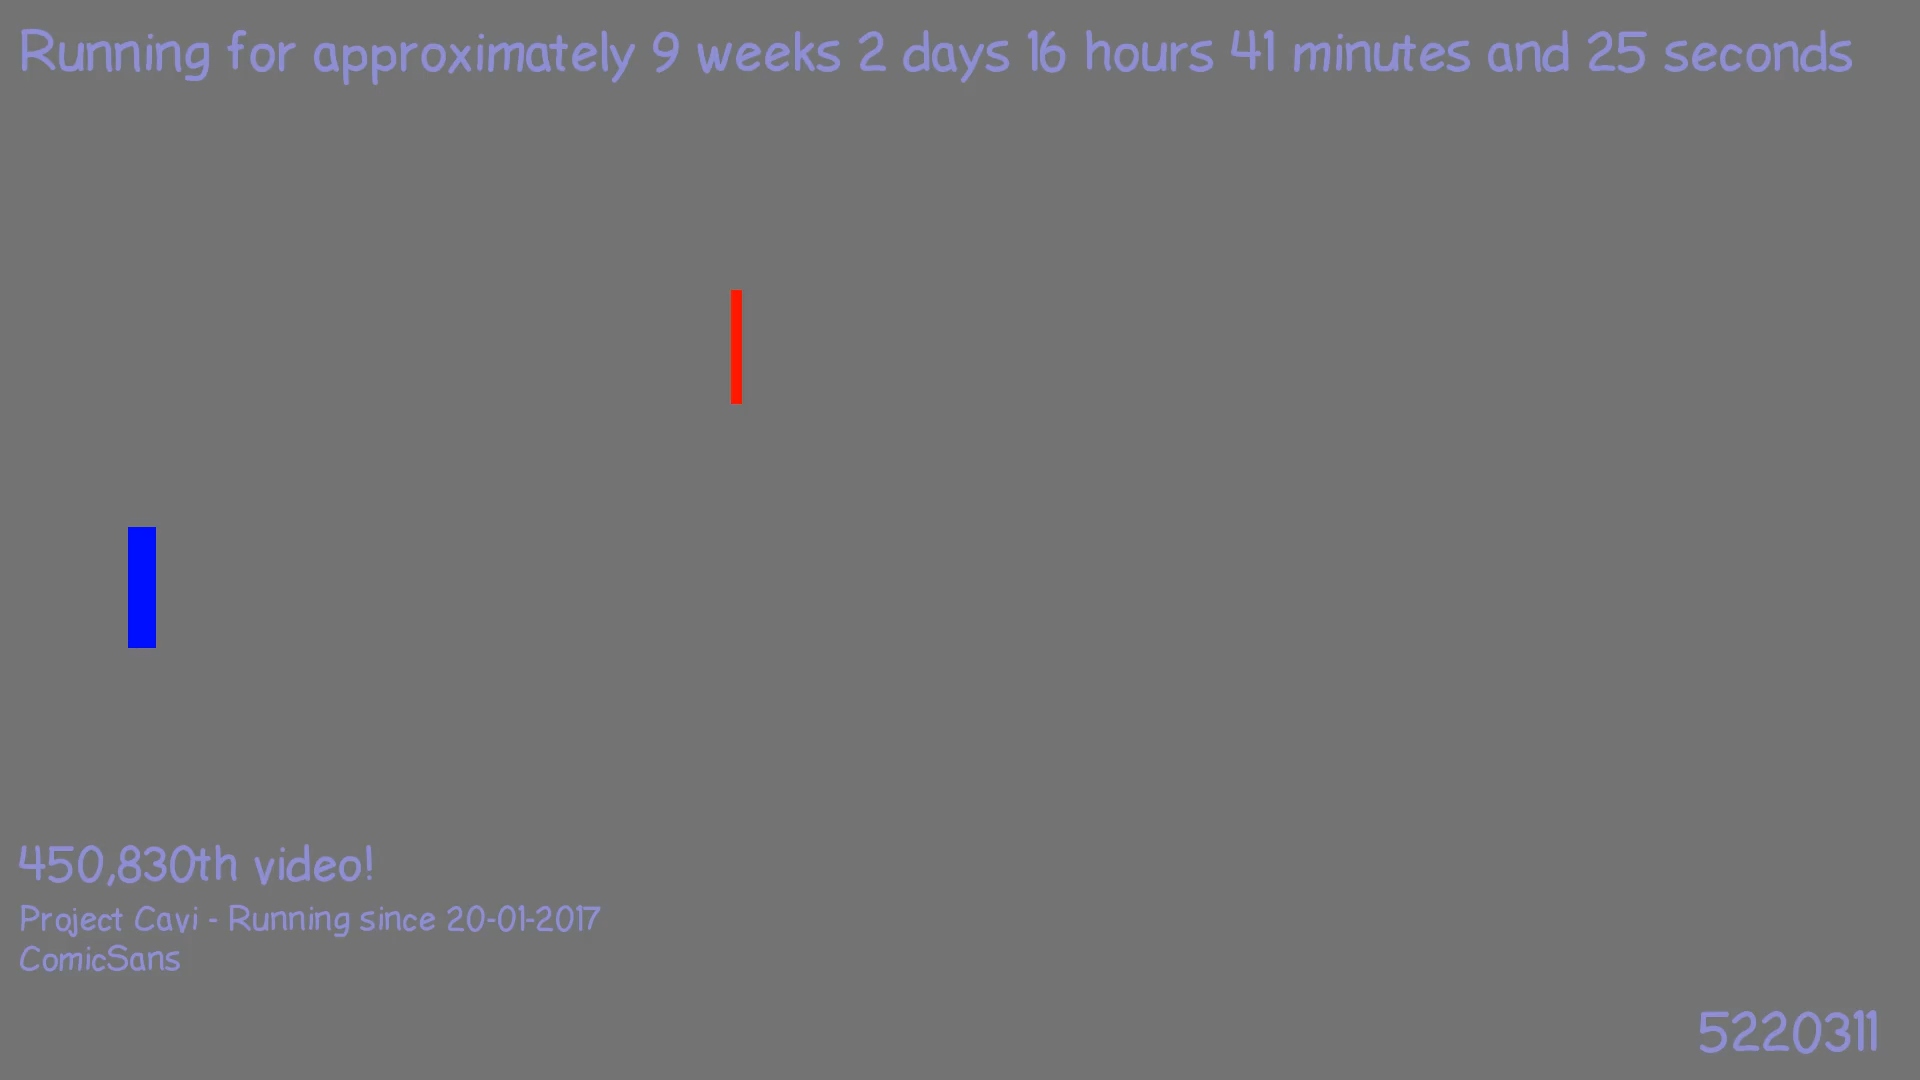 Running for approximately 9 weeks 2 days 16 hours 41 minutes and 25 seconds
450,830th video!
Project Cavi - Running since 20-01-2017
ComicSans
5220311